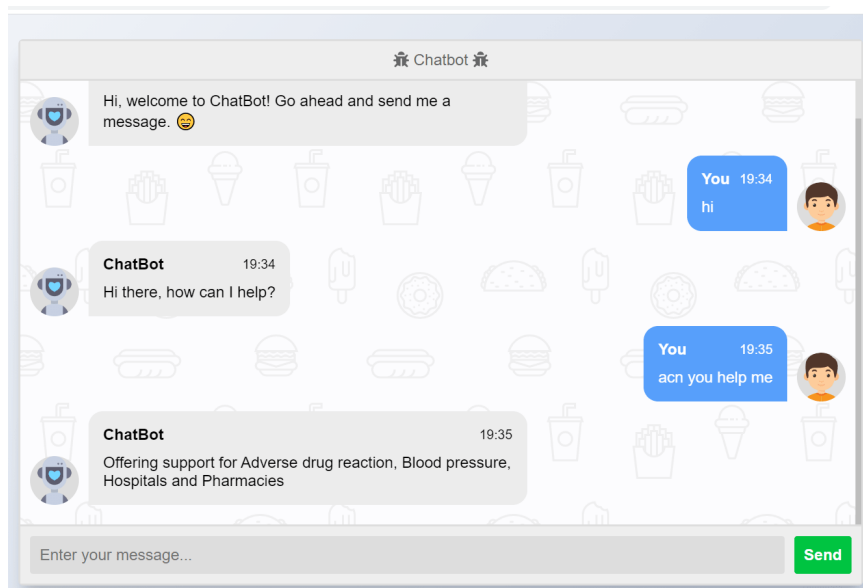 Chatbot
Hi, welcome to ChatBot! Go ahead and send me a
message. 😄
You 19:34
hi
ChatBot 19:34
Hi there, how can I help?
You 19:35
acn you help me
ChatBot 19:35
Offering support for Adverse drug reaction, Blood pressure,
Hospitals and Pharmacies
Enter your message...
Send